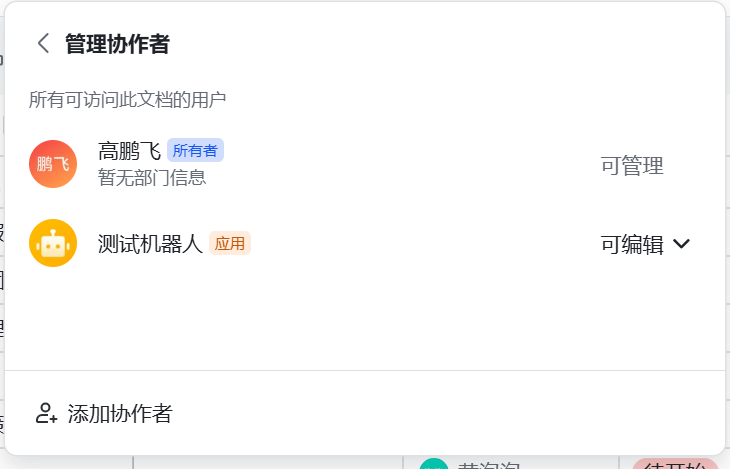 管理协作者
所有可访问此文档的用户
鹏飞
高鹏飞 所有者
暂无部门信息
可管理
测试机器人 应用
可编辑
添加协作者